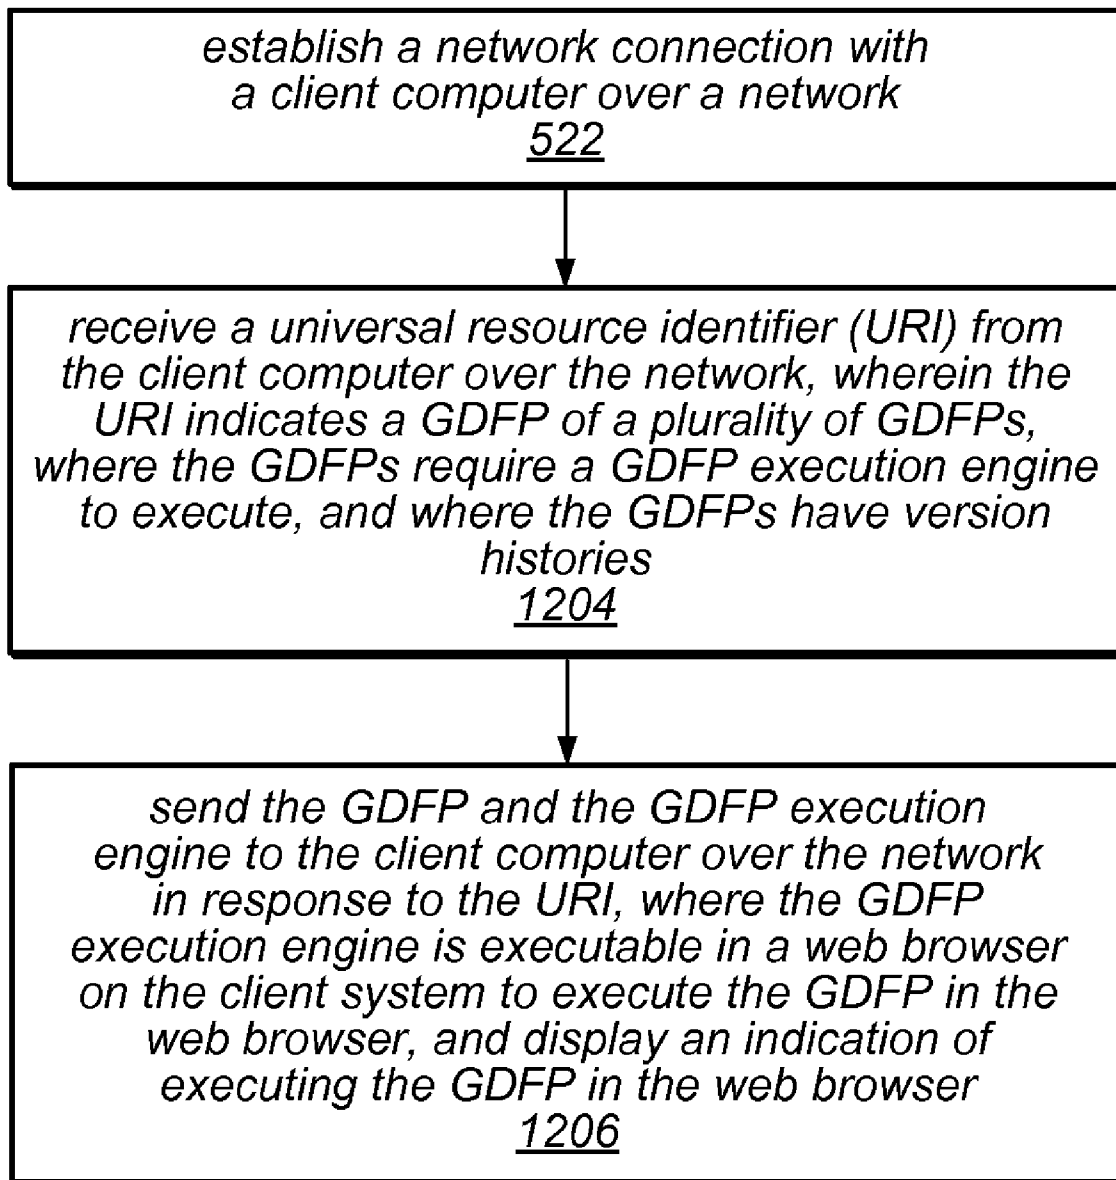 establish a network connection with
a client computer over a network
522
receive a universal resource identifier (URI) from
the client computer over the network, wherein the
URI indicates a GDFP of a plurality of GDFPs,
where the GDFPs require a GDFP execution engine
to execute, and where the GDFPs have version
histories
1204
send the GDFP and the GDFP execution
engine to the client computer over the network
in response to the URI, where the GDFP
execution engine is executable in a web browser
on the client system to execute the GDFP in the
web browser, and display an indication of
executing the GDFP in the web browser
1206